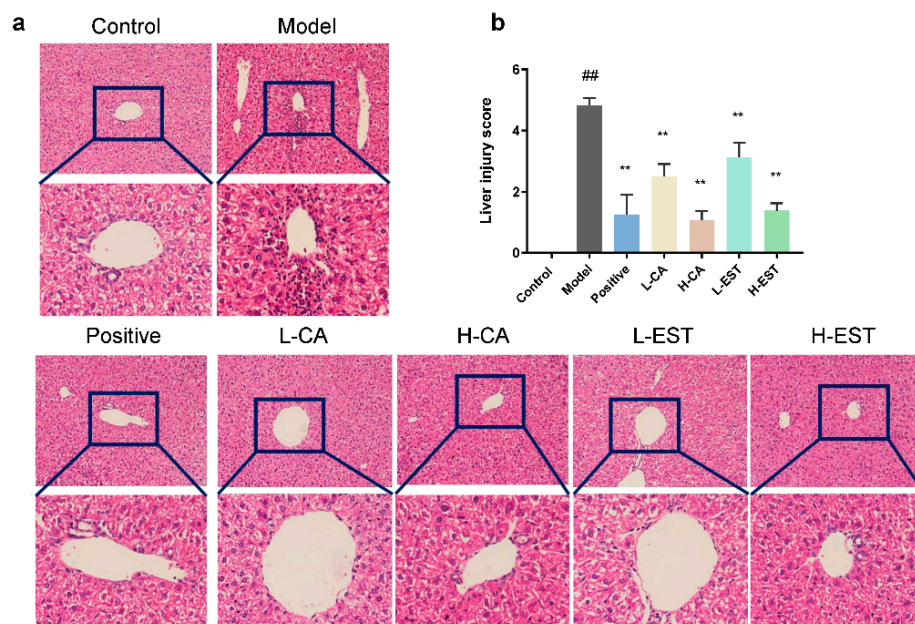 a
Control Model
b
6
4
2
0
Liver injury score
##
**
**
**
**
**
Control
Model
Positive
L-CA
H-CA
L-EST
H-EST
Positive L-CA H-CA L-EST H-EST